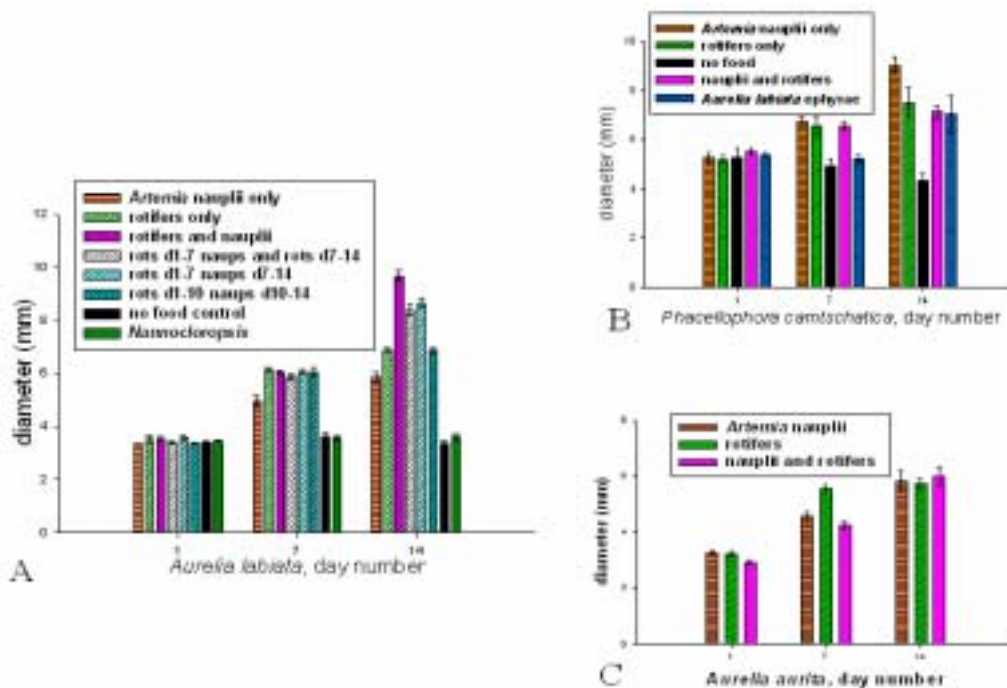 Artemia nauplii only
rotifers only
rotifers and nauplii
rots d1-7 naups and rots d7-14
rots d1-7 naups d7-14
rots d1-10 naups d10-14
no food control
Nannocloropsis
diameter (mm)
12
10
8
6
4
2
0
1
7
14
A
Aurelia labiata, day number
Artemia nauplii only
rotifers only
no food
nauplii and rotifers
Aurelia labiata ephyrae
diameter (mm)
10
8
6
4
2
0
1
7
14
B
Phacellophora camtschatica, day number
Artemia nauplii
rotifers
nauplii and rotifers
diameter (mm)
8
6
4
2
0
1
7
14
C
Aurelia aurita, day number